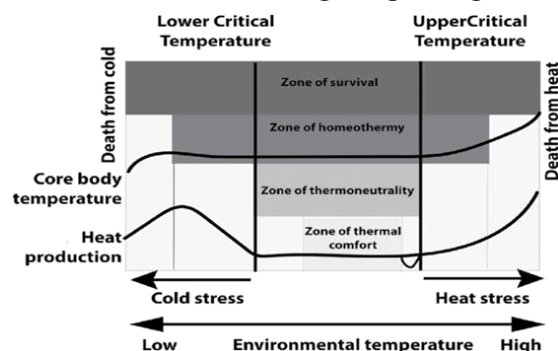 Lower Critical
Temperature
UpperCritical
Temperature
Death from cold
Zone of survival
Death from heat
Zone of homeothermy
Core body
temperature
Zone of thermoneutrality
Heat
production
Zone of thermal
comfort
Cold stress
Heat stress
Low
Environmental temperature
High